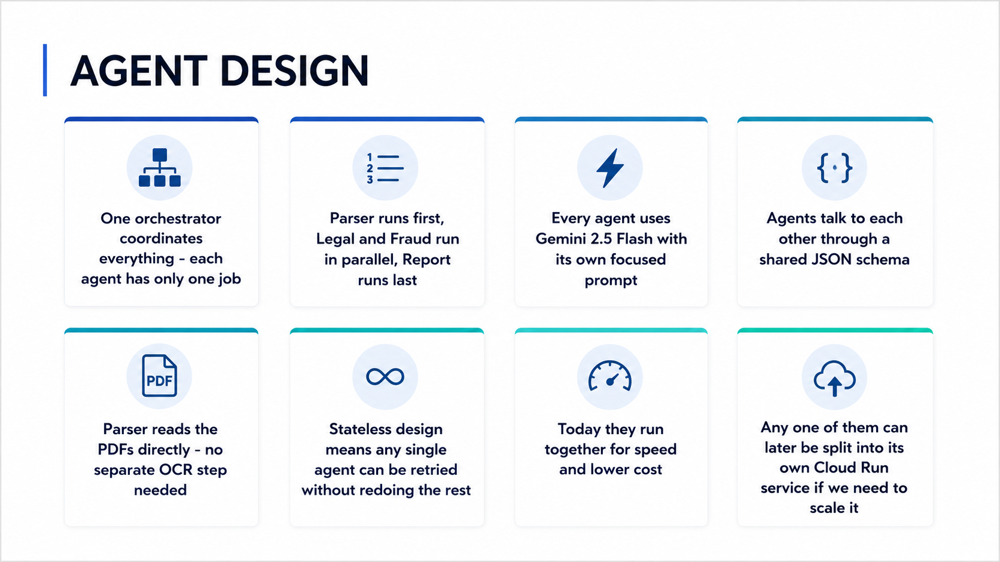 AGENT DESIGN
One orchestrator
coordinates
everything - each
agent has only one job
1
2
3
Parser runs first,
Legal and Fraud run
in parallel, Report
runs last
Every agent uses
Gemini 2.5 Flash with
its own focused
prompt
{·}
Agents talk to each
other through a
shared JSON schema
PDF
Parser reads the
PDFs directly - no
separate OCR step
needed
Stateless design
means any single
agent can be retried
without redoing the rest
Today they run
together for speed
and lower cost
Any one of them can
later be split into its
own Cloud Run
service if we need to
scale it